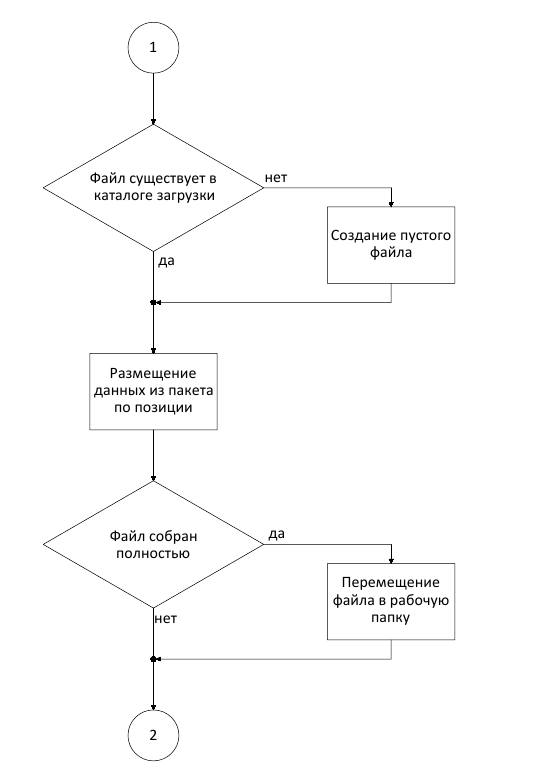 1
Файл существует в
каталоге загрузки
нет
Создание пустого
файла
да
Размещение
данных из пакета
по позиции
Файл собран
полностью
да
Перемещение
файла в рабочую
папку
нет
2